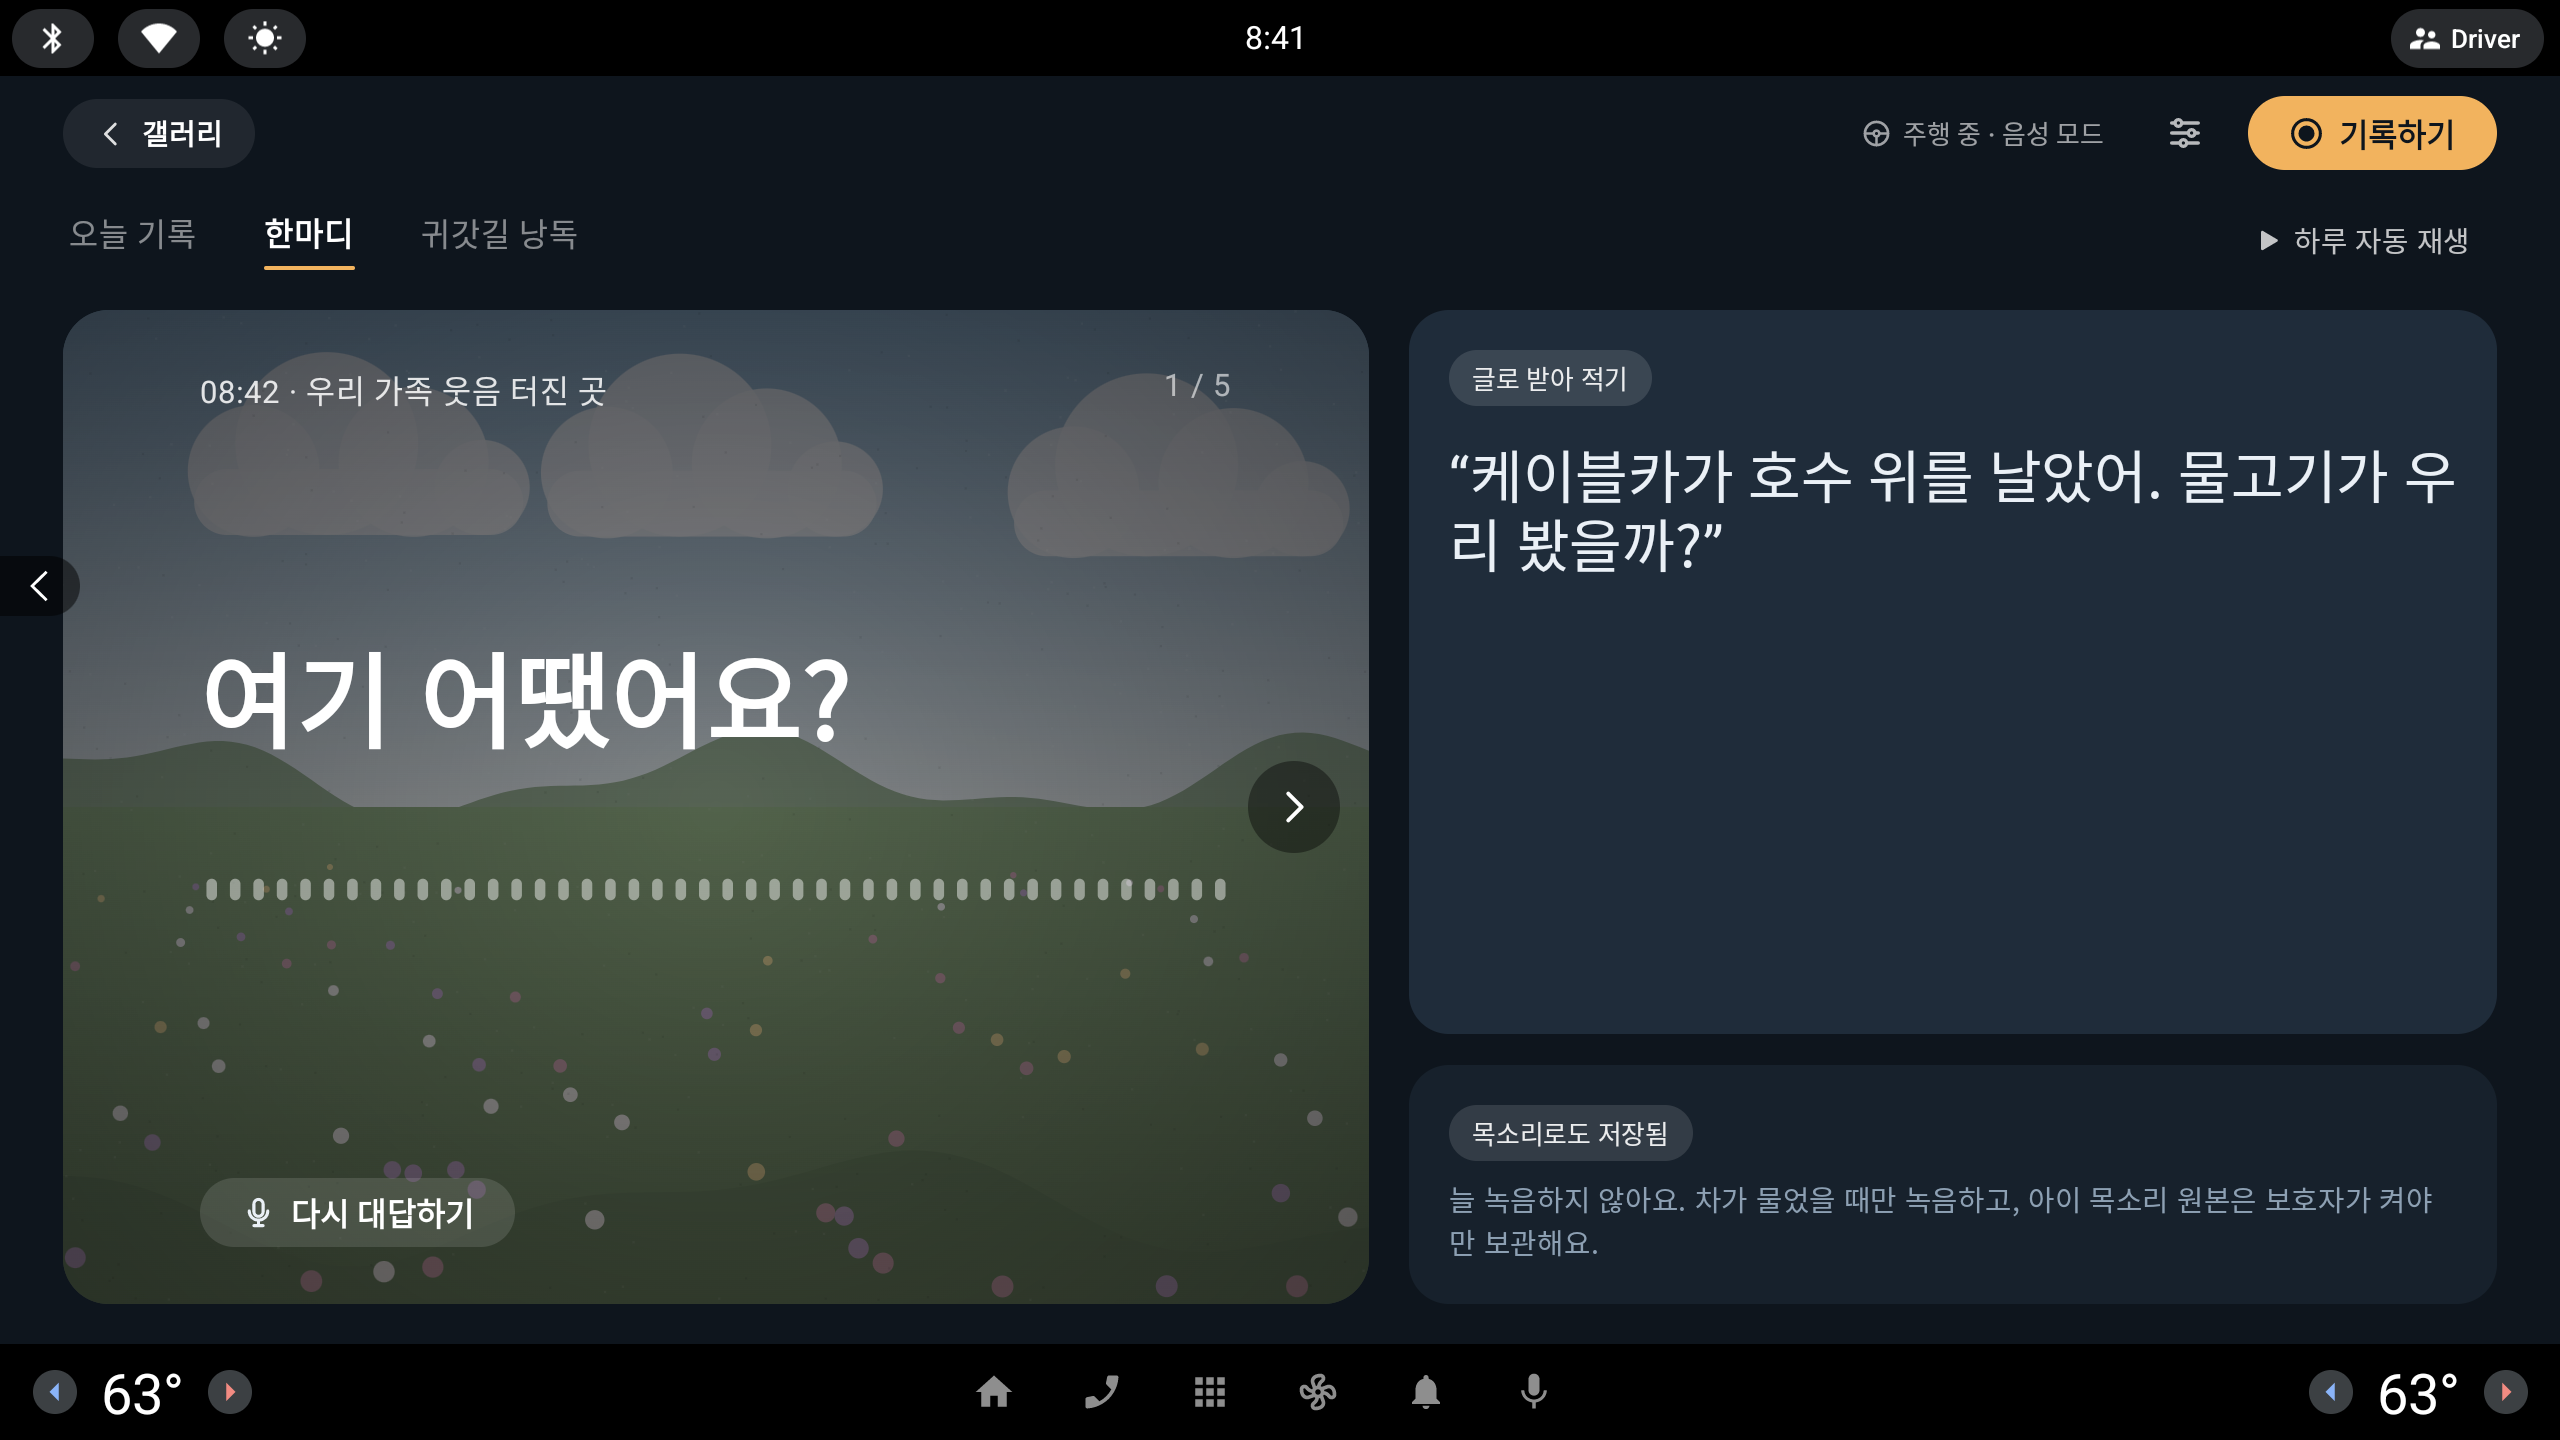 8:41
Driver
갤러리
주행 중 · 음성 모드
기록하기
오늘 기록
한마디
귀갓길 낭독
하루 자동 재생
08:42 · 우리 가족 웃음 터진 곳
1 / 5
여기 어땠어요?
다시 대답하기
글로 받아 적기
“케이블카가 호수 위를 날았어. 물고기가 우
리 봤을까?”
목소리로도 저장됨
늘 녹음하지 않아요. 차가 물었을 때만 녹음하고, 아이 목소리 원본은 보호자가 켜야
만 보관해요.
63°
63°